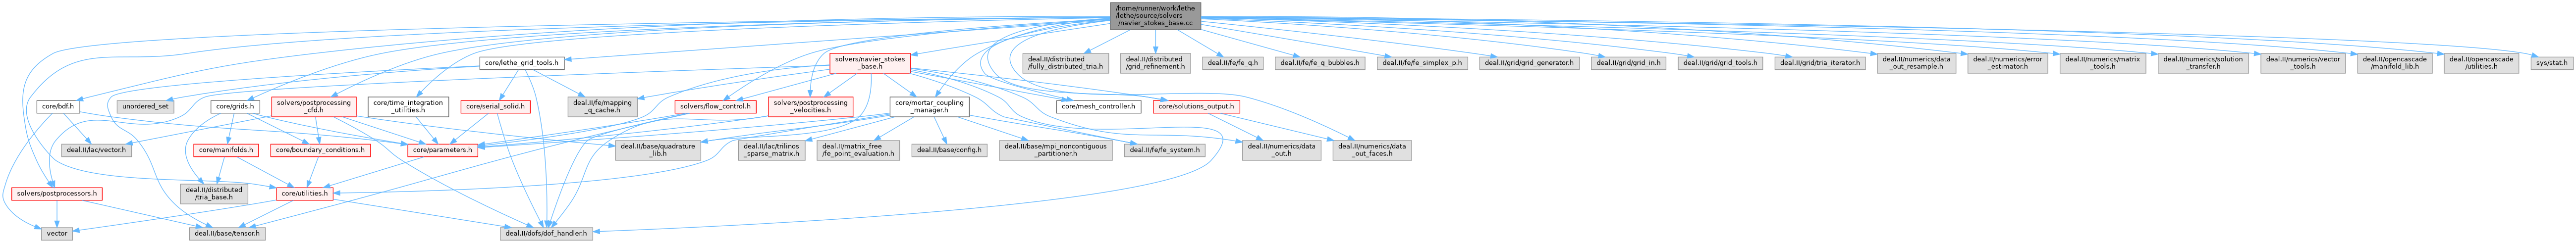 /home/runner/work/lethe
/lethe/source/solvers
/navier_stokes_base.cc
core/lethe_grid_tools.h
solvers/navier_stokes
_base.h
deal.II/distributed
/fully_distributed_tria.h
deal.II/distributed
/grid_refinement.h
deal.II/fe/fe_q.h
deal.II/fe/fe_q_bubbles.h
deal.II/fe/fe_simplex_p.h
deal.II/grid/grid_generator.h
deal.II/grid/grid_in.h
deal.II/grid/grid_tools.h
deal.II/grid/tria_iterator.h
deal.II/numerics/data
_out_resample.h
deal.II/numerics/error
_estimator.h
deal.II/numerics/matrix
_tools.h
deal.II/numerics/solution
_transfer.h
deal.II/numerics/vector
_tools.h
deal.II/opencascade
/manifold_lib.h
deal.II/opencascade
/utilities.h
sys/stat.h
core/bdf.h
unordered_set
core/grids.h
solvers/postprocessing
_cfd.h
core/time_integration
_utilities.h
core/serial_solid.h
deal.II/fe/mapping
_q_cache.h
solvers/flow_control.h
solvers/postprocessing
_velocities.h
core/mortar_coupling
_manager.h
core/mesh_controller.h
core/solutions_output.h
deal.II/lac/vector.h
core/manifolds.h
core/boundary_conditions.h
core/parameters.h
deal.II/base/quadrature
_lib.h
deal.II/lac/trilinos
_sparse_matrix.h
deal.II/matrix_free
/fe_point_evaluation.h
deal.II/base/config.h
deal.II/base/mpi_noncontiguous
_partitioner.h
deal.II/fe/fe_system.h
deal.II/numerics/data
_out.h
deal.II/numerics/data
_out_faces.h
solvers/postprocessors.h
deal.II/distributed
/tria_base.h
core/utilities.h
vector
deal.II/base/tensor.h
deal.II/dofs/dof_handler.h